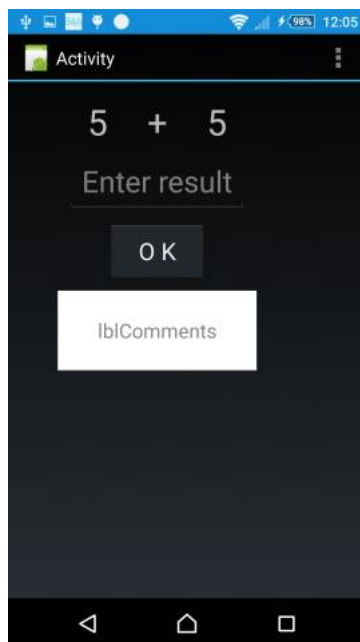 98% 12:05
Activity
5 + 5
Enter result
O K
lblComments